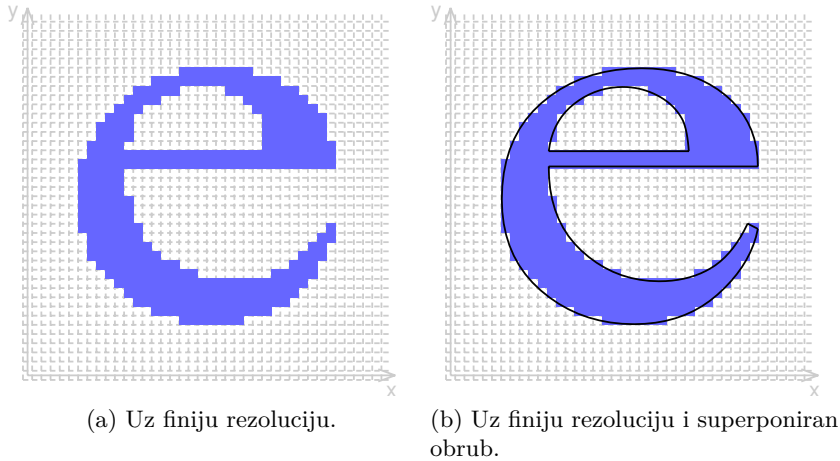 y
y
e
e
x
x
(a) Uz finiju rezoluciju.
(b) Uz finiju rezoluciju i superponiran
obrub.